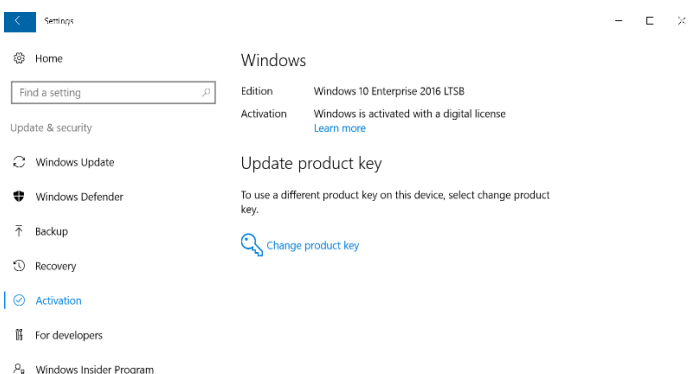 Settings
Home
Find a setting
Update & security
Windows Update
Windows Defender
Backup
Recovery
Activation
For developers
Windows Insider Program
Windows
Edition Windows 10 Enterprise 2016 LTSB
Activation Windows is activated with a digital license
Learn more
Update product key
To use a different product key on this device, select change product
key.
Change product key